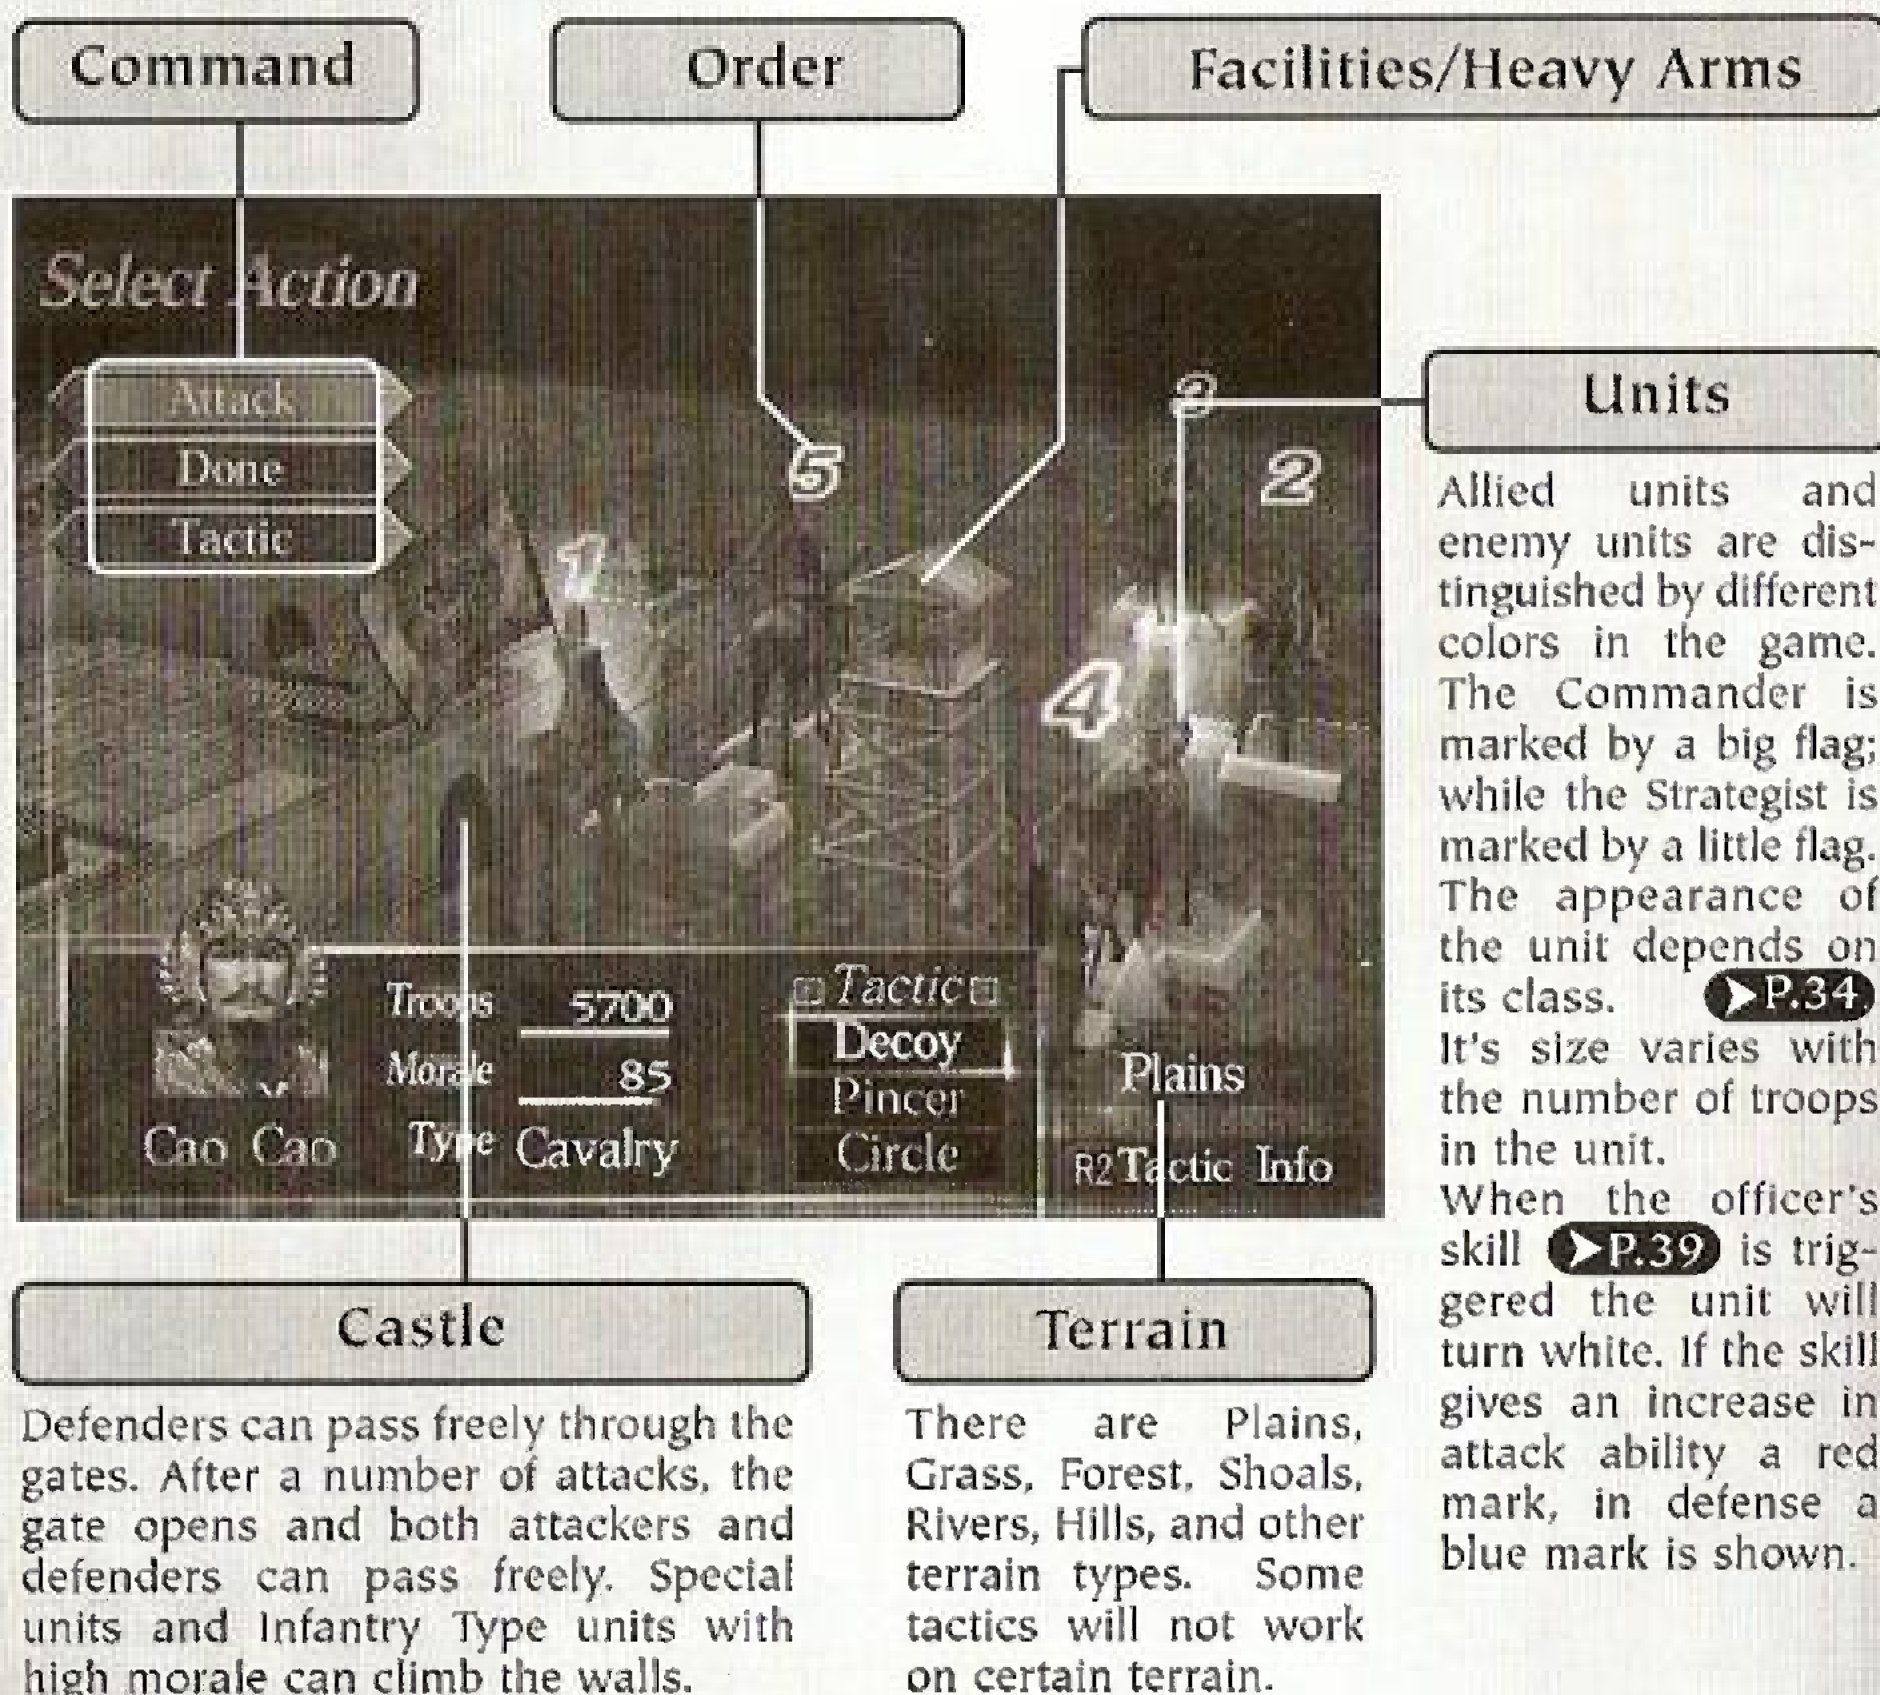 Command
Order
Facilities/Heavy Arms
Select Action
Attack
Done
Tactic
5
3
2
1
4
Troops 5700
Morale 85
Type Cavalry
Cao Cao
Tactic
Decoy
Pincer
Circle
Plains
R2 Tactic Info
Units
Allied units and
enemy units are dis-
tinguished by different
colors in the game.
The Commander is
marked by a big flag;
while the Strategist is
marked by a little flag.
The appearance of
the unit depends on
its class. ➤P.34
It's size varies with
the number of troops
in the unit.
When the officer's
skill ➤P.39 is trig-
gered the unit will
turn white. If the skill
gives an increase in
attack ability a red
mark, in defense a
blue mark is shown.
Castle
Defenders can pass freely through the
gates. After a number of attacks, the
gate opens and both attackers and
defenders can pass freely. Special
units and Infantry Type units with
high morale can climb the walls.
Terrain
There are Plains,
Grass, Forest, Shoals,
Rivers, Hills, and other
terrain types. Some
tactics will not work
on certain terrain.